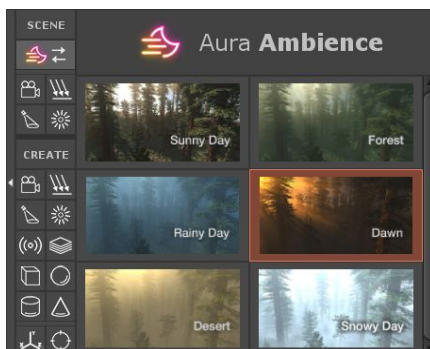 SCENE
Aura Ambience
CREATE
Sunny Day
Forest
Rainy Day
Dawn
Desert
Snowy Day